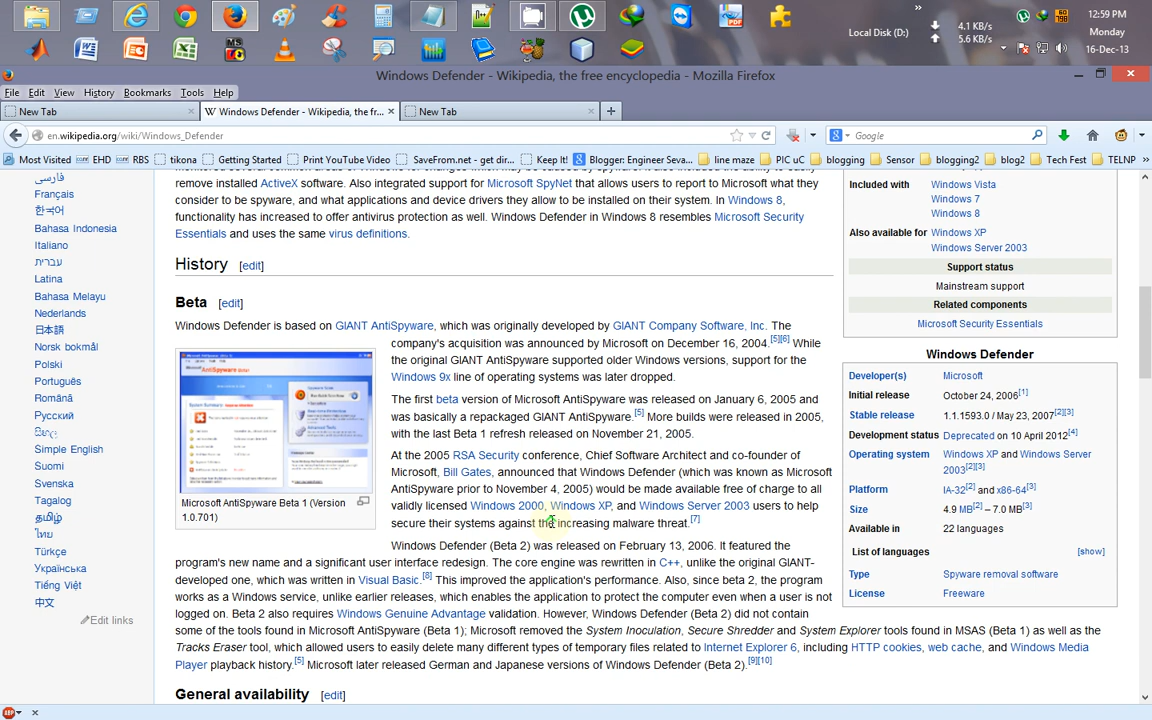 4.1 KB/s
5.6 KB/s
Local Disk (D:)
12:59 PM
Monday
16-Dec-13
Windows Defender - Wikipedia, the free encyclopedia - Mozilla Firefox
File Edit View History Bookmarks Tools Help
New Tab
Windows Defender - Wikipedia, the fr...
New Tab
en.wikipedia.org/wiki/Windows_Defender
Google
Most Visited EHD RBS tikona Getting Started Print YouTube Video SaveFrom.net - get dir... Keep It! Blogger: Engineer Seva... line maze PIC uC blogging Sensor blogging2 blog2 Tech Fest TELNP
فارسی
Français
한국어
Bahasa Indonesia
Italiano
עברית
Latina
Bahasa Melayu
Nederlands
日本語
Norsk bokmål
Polski
Português
Română
Русский
සිංහල
Simple English
Suomi
Svenska
Tagalog
தமிழ்
ไทย
Türkçe
Українська
Tiếng Việt
中文
Edit links
monitored several common areas of Windows for changes which may be caused by spyware. It also included the ability to easily
remove installed ActiveX software. Also integrated support for Microsoft SpyNet that allows users to report to Microsoft what they
consider to be spyware, and what applications and device drivers they allow to be installed on their system. In Windows 8,
functionality has increased to offer antivirus protection as well. Windows Defender in Windows 8 resembles Microsoft Security
Essentials and uses the same virus definitions.
History [edit]
Beta [edit]
Windows Defender is based on GIANT AntiSpyware, which was originally developed by GIANT Company Software, Inc. The
company's acquisition was announced by Microsoft on December 16, 2004.[5][6] While
the original GIANT AntiSpyware supported older Windows versions, support for the
Windows 9x line of operating systems was later dropped.
The first beta version of Microsoft AntiSpyware was released on January 6, 2005 and
was basically a repackaged GIANT AntiSpyware.[5] More builds were released in 2005,
with the last Beta 1 refresh released on November 21, 2005.
At the 2005 RSA Security conference, Chief Software Architect and co-founder of
Microsoft, Bill Gates, announced that Windows Defender (which was known as Microsoft
AntiSpyware prior to November 4, 2005) would be made available free of charge to all
validly licensed Windows 2000, Windows XP, and Windows Server 2003 users to help
secure their systems against the increasing malware threat.[7]
Microsoft AntiSpyware Beta 1 (Version
1.0.701)
Windows Defender (Beta 2) was released on February 13, 2006. It featured the
program's new name and a significant user interface redesign. The core engine was rewritten in C++, unlike the original GIANT-
developed one, which was written in Visual Basic.[8] This improved the application's performance. Also, since beta 2, the program
works as a Windows service, unlike earlier releases, which enables the application to protect the computer even when a user is not
logged on. Beta 2 also requires Windows Genuine Advantage validation. However, Windows Defender (Beta 2) did not contain
some of the tools found in Microsoft AntiSpyware (Beta 1); Microsoft removed the System Inoculation, Secure Shredder and System Explorer tools found in MSAS (Beta 1) as well as the
Tracks Eraser tool, which allowed users to easily delete many different types of temporary files related to Internet Explorer 6, including HTTP cookies, web cache, and Windows Media
Player playback history.[5] Microsoft later released German and Japanese versions of Windows Defender (Beta 2).[9][10]
General availability [edit]
Included with Windows Vista
Windows 7
Windows 8
Also available for Windows XP
Windows Server 2003
Support status
Mainstream support
Related components
Microsoft Security Essentials
Windows Defender
Developer(s) Microsoft
Initial release October 24, 2006[1]
Stable release 1.1.1593.0 / May 23, 2007[2][3]
Development status Deprecated on 10 April 2012[4]
Operating system Windows XP and Windows Server
2003[2][3]
Platform IA-32[2] and x86-64[3]
Size 4.9 MB[2] – 7.0 MB[3]
Available in 22 languages
List of languages [show]
Type Spyware removal software
License Freeware